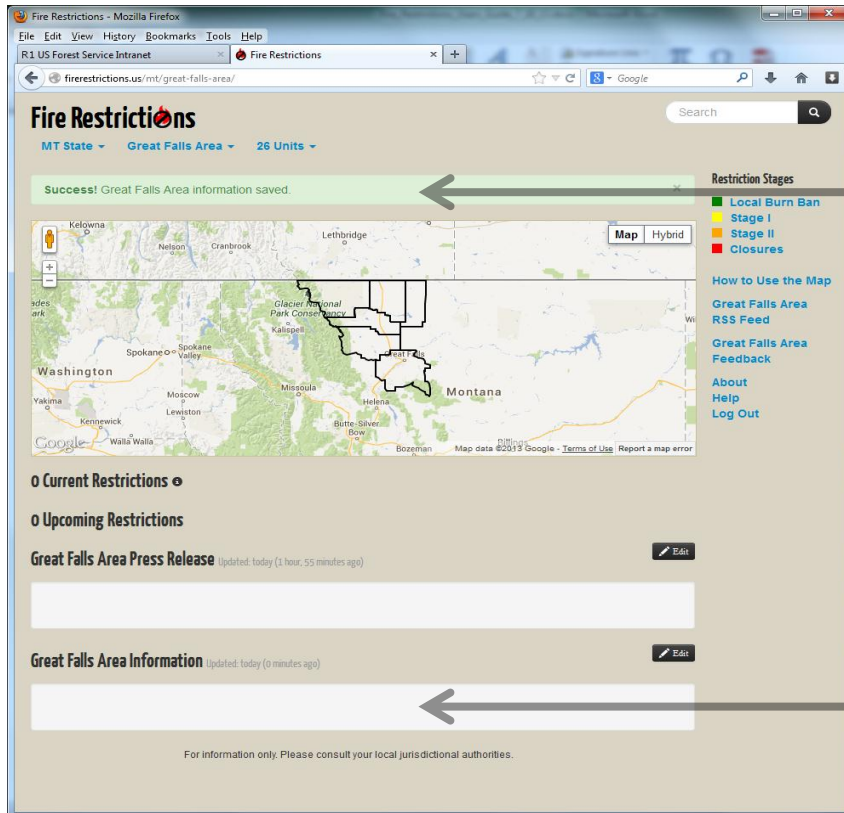 Fire Restrictions - Mozilla Firefox
File Edit View History Bookmarks Tools Help
R1 US Forest Service Intranet × Fire Restrictions × +
firerestrictions.us/mt/great-falls-area/ Google
Fire Restrictions
Search
MT State Great Falls Area 26 Units
Success! Great Falls Area information saved. ×
Restriction Stages
Local Burn Ban
Stage I
Stage II
Closures
How to Use the Map
Great Falls Area
RSS Feed
Great Falls Area
Feedback
About
Help
Log Out
Kelowna
Nelson
Cranbrook
Lethbridge
Map Hybrid
+
-
Glacier National
Park Conservancy
Kalispell
Spokane
Spokane
Valley
Great Falls
Washington
Missoula
Montana
Yakima
Moscow
Helena
Lewiston
Kennewick
Butte-Silver
Bow
Walla Walla
Google
Bozeman
Billings
Map data ©2013 Google - Terms of Use Report a map error
0 Current Restrictions
0 Upcoming Restrictions
Great Falls Area Press Release Updated: today (1 hour, 55 minutes ago)
Edit
Great Falls Area Information Updated: today (0 minutes ago)
Edit
For information only. Please consult your local jurisdictional authorities.